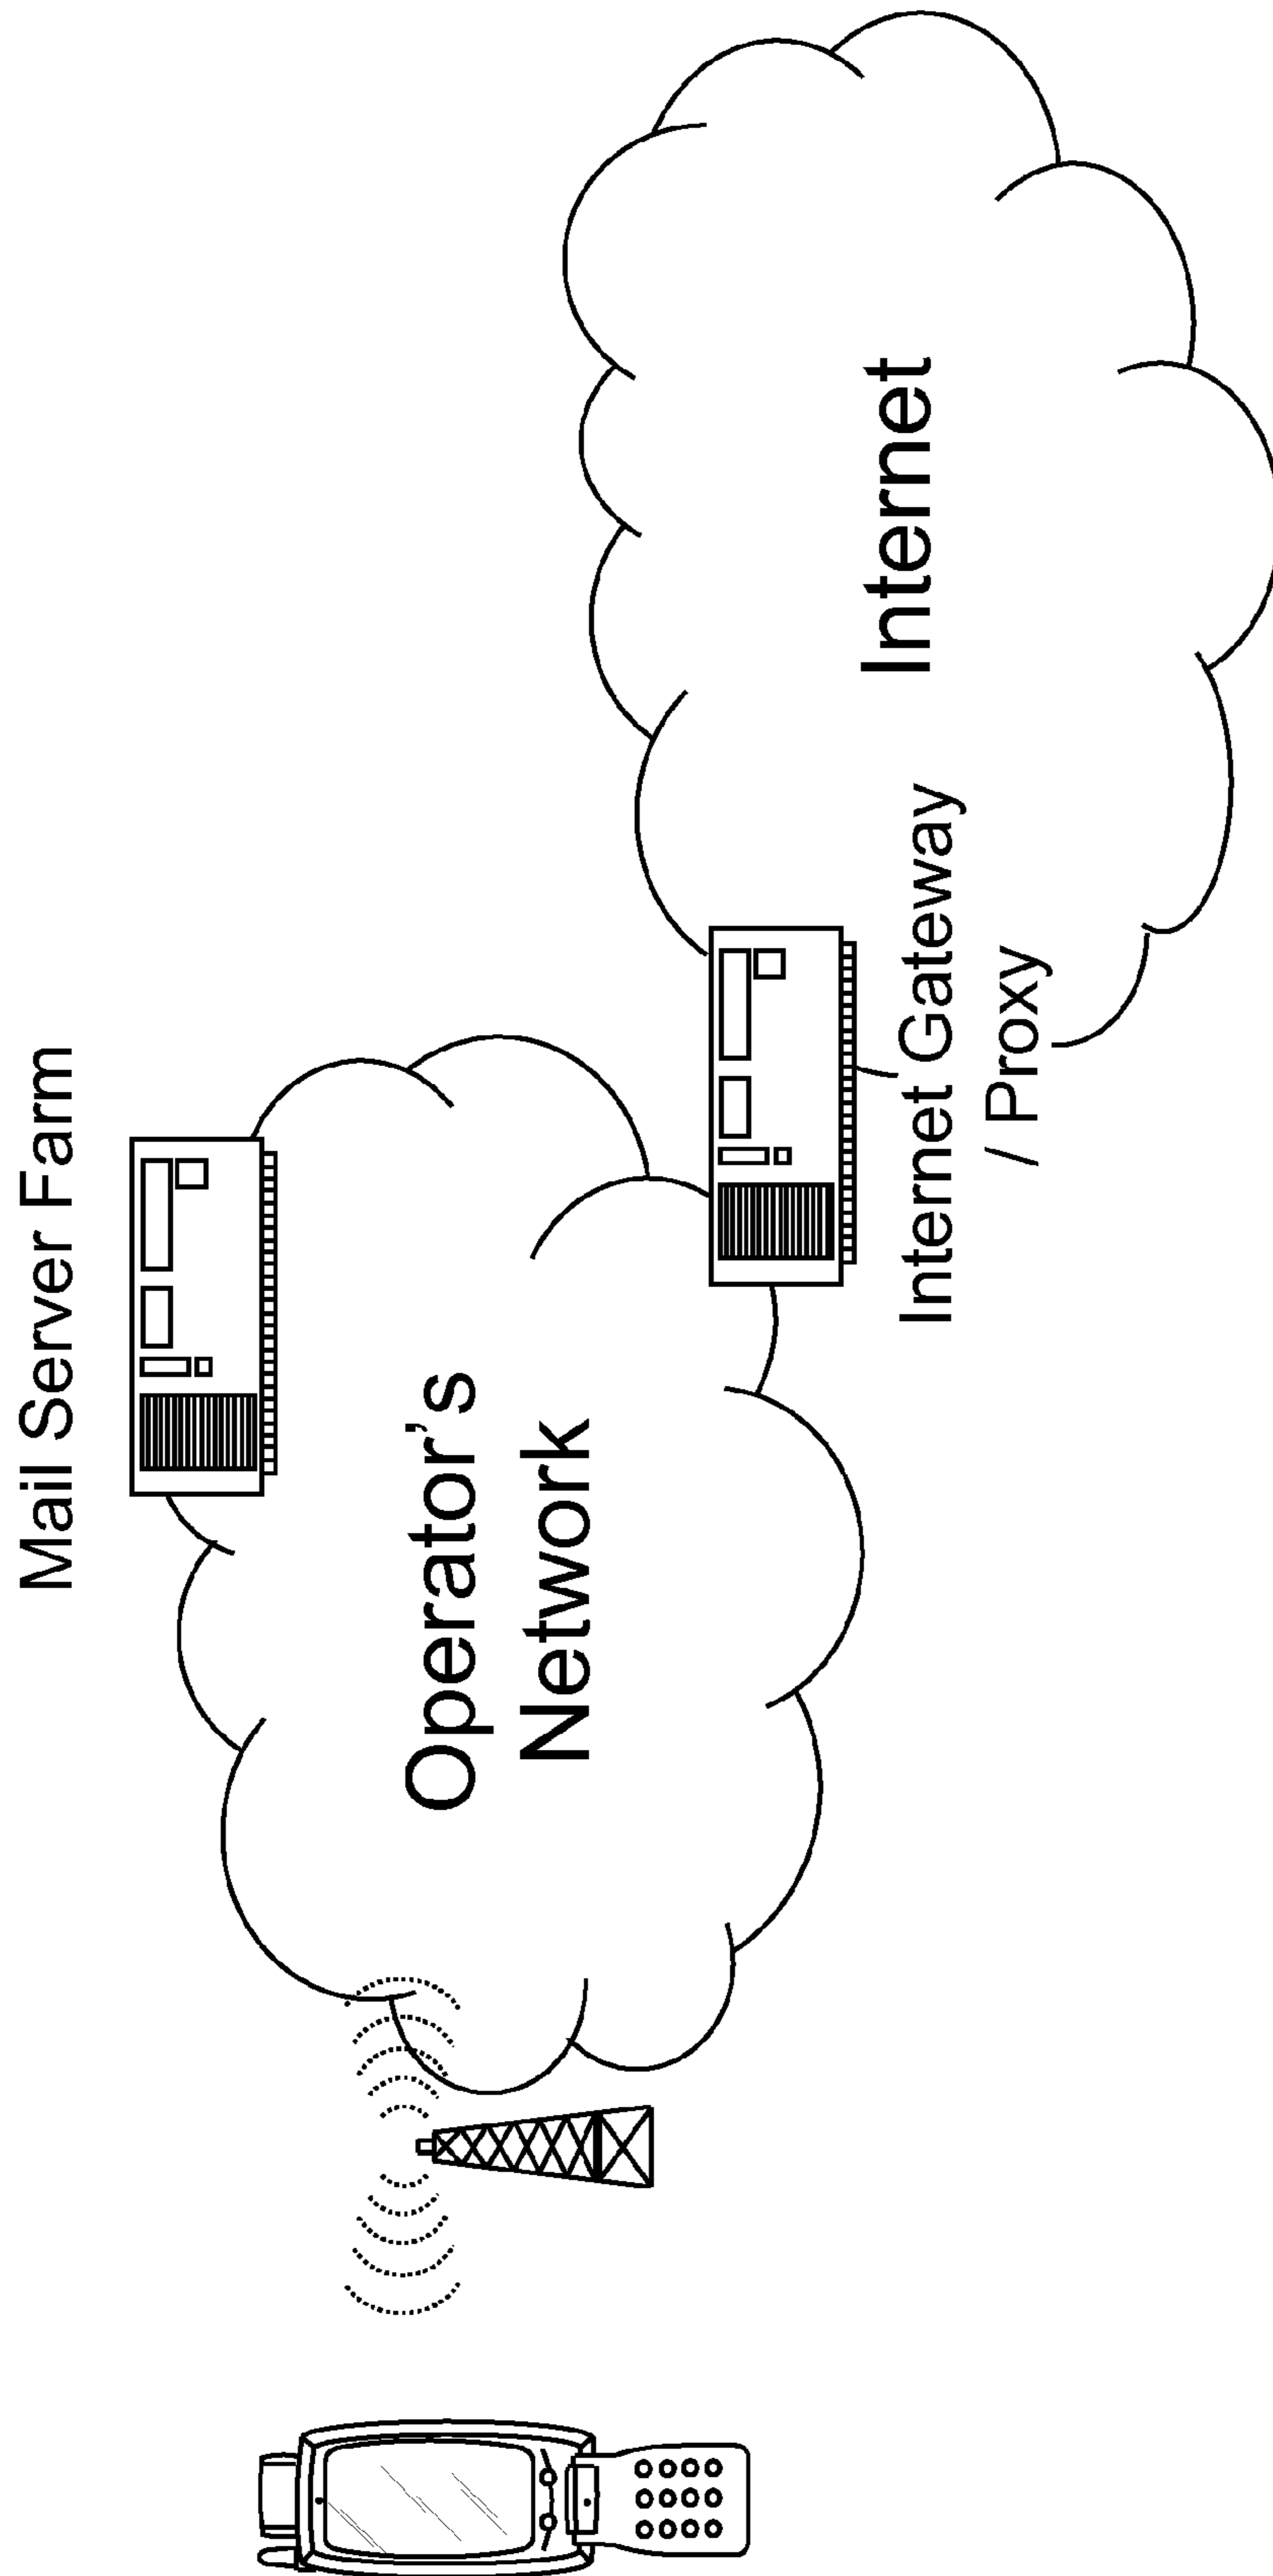 Mail Server Farm
Operator’s
Network
Internet Gateway
/ Proxy
Internet